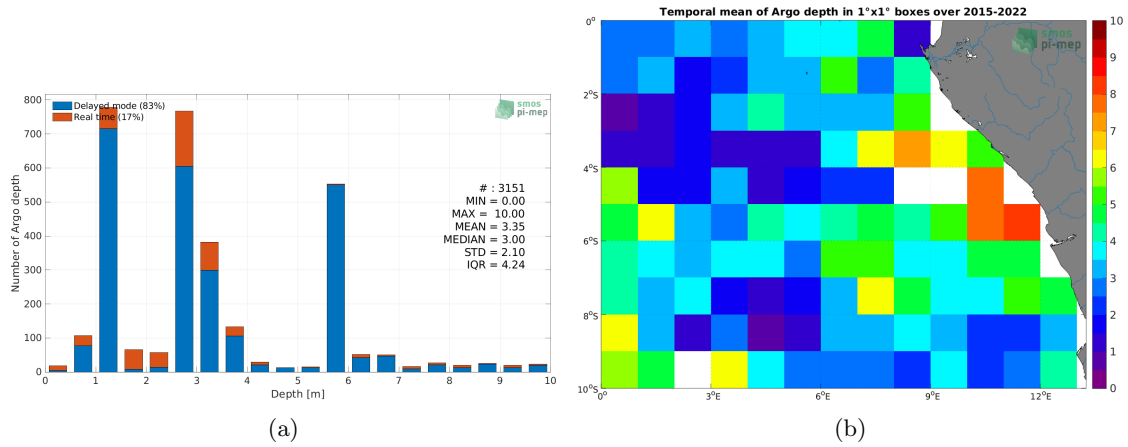 Temporal mean of Argo depth in 1°x1° boxes over 2015-2022
Delayed mode (83%)
Real time (17%)
smos
pi-mep
# : 3151
MIN = 0.00
MAX = 10.00
MEAN = 3.35
MEDIAN = 3.00
STD = 2.10
IQR = 4.24
Number of Argo depth
800
700
600
500
400
300
200
100
0
0 1 2 3 4 5 6 7 8 9 10
Depth [m]
(a)
smos
pi-mep
0°
2°S
4°S
6°S
8°S
10°S
0° 3°E 6°E 9°E 12°E
10
9
8
7
6
5
4
3
2
1
0
(b)